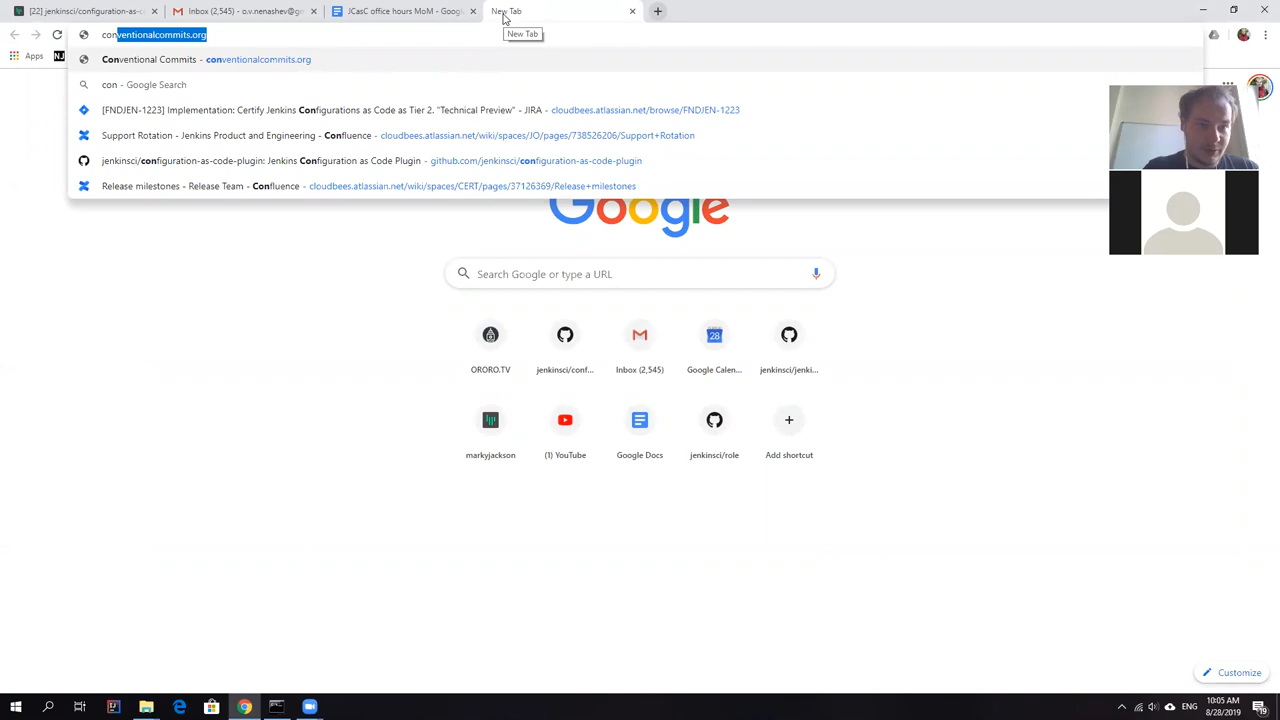 [22] jenkinsci/configuration-as-c
Inbox (2,545) - o.v.nenashev@g
JCasC office hours MoM - Google
New Tab
conventionalcommits.org
New Tab
Apps
NJ
Conventional Commits - conventionalcommits.org
con - Google Search
[FNDJEN-1223] Implementation: Certify Jenkins Configurations as Code as Tier 2. "Technical Preview" - JIRA - cloudbees.atlassian.net/browse/FNDJEN-1223
Support Rotation - Jenkins Product and Engineering - Confluence - cloudbees.atlassian.net/wiki/spaces/JO/pages/738526206/Support+Rotation
jenkinsci/configuration-as-code-plugin: Jenkins Configuration as Code Plugin - github.com/jenkinsci/configuration-as-code-plugin
Release milestones - Release Team - Confluence - cloudbees.atlassian.net/wiki/spaces/CERT/pages/37126369/Release+milestones
Google
Search Google or type a URL
28
ORORO.TV
jenkinsci/conf...
Inbox (2,545)
Google Calen...
jenkinsci/jenki...
markyjackson
(1) YouTube
Google Docs
jenkinsci/role
Add shortcut
Customize
ENG
10:05 AM
8/28/2019
19